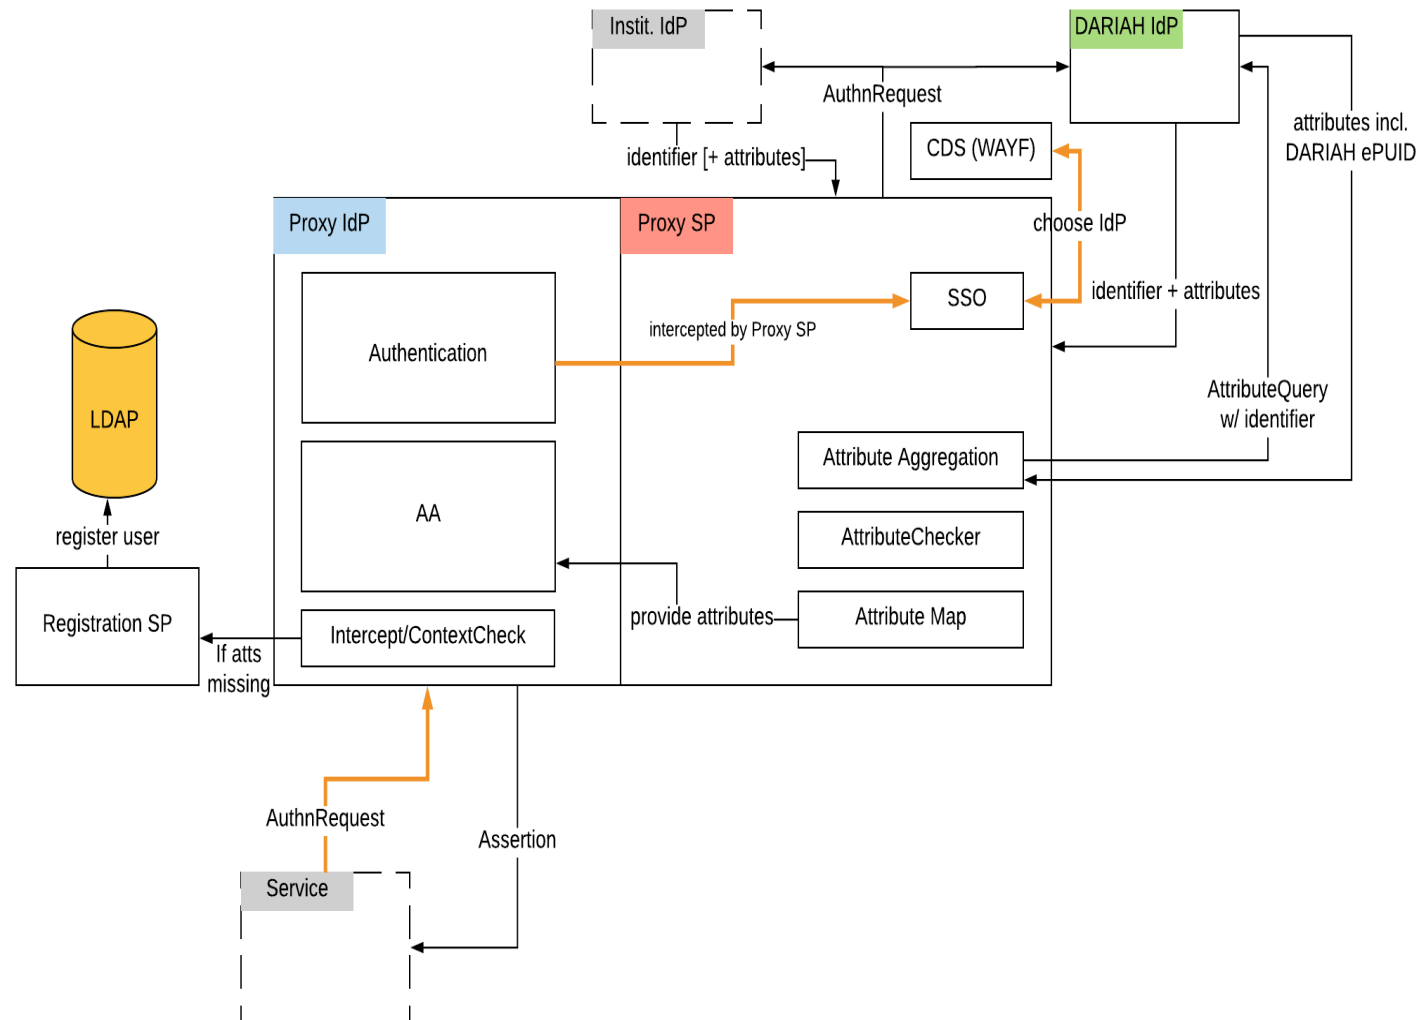 Instit. IdP
DARIAH IdP
AuthnRequest
attributes incl.
DARIAH ePUID
CDS (WAYF)
identifier [+ attributes]
Proxy IdP
Proxy SP
choose IdP
SSO
identifier + attributes
intercepted by Proxy SP
Authentication
LDAP
AttributeQuery
w/ identifier
Attribute Aggregation
AA
AttributeChecker
register user
provide attributes
Attribute Map
Registration SP
Intercept/ContextCheck
If atts
missing
AuthnRequest
Assertion
Service